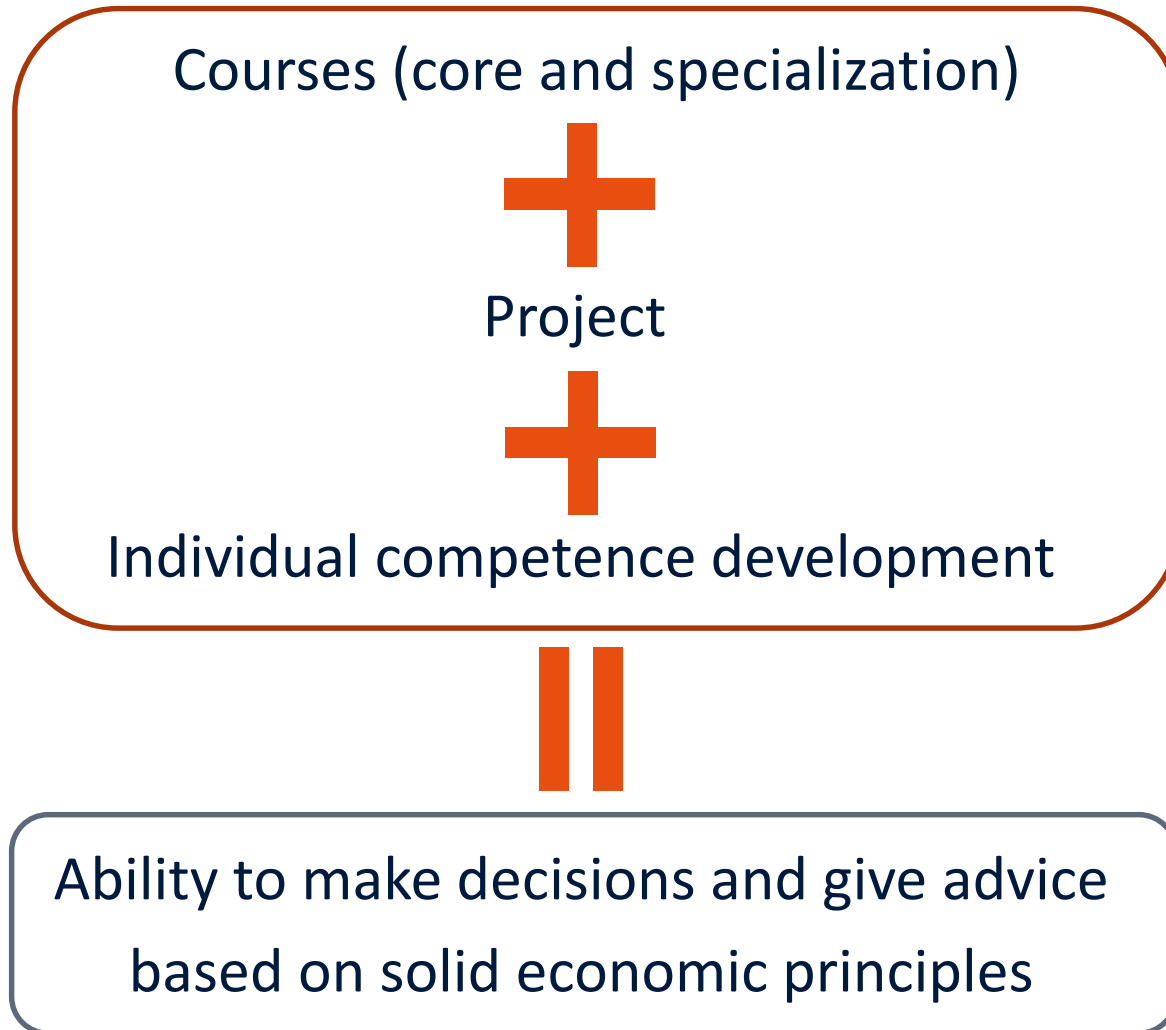 Courses (core and specialization)
Project
Individual competence development
Ability to make decisions and give advice
based on solid economic principles